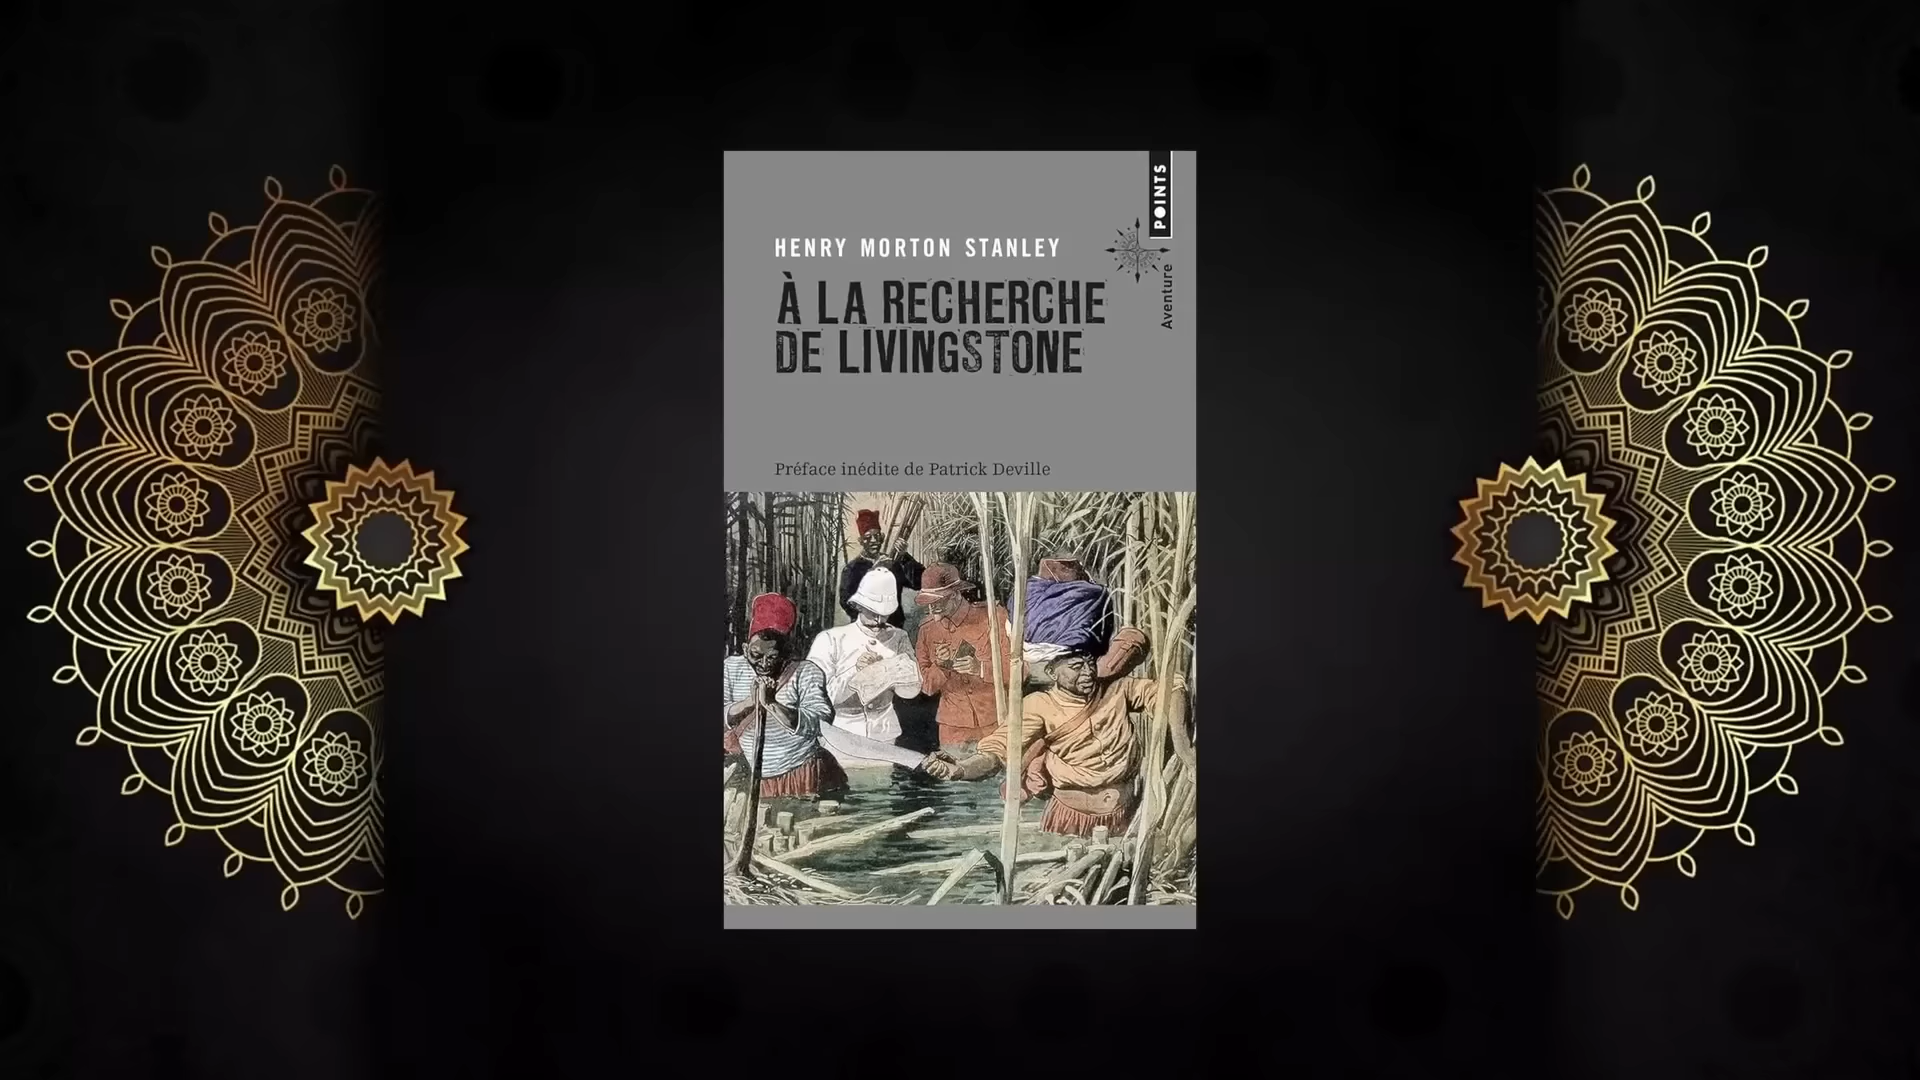 POINTS
Aventure
HENRY MORTON STANLEY
À LA RECHERCHE
DE LIVINGSTONE
Préface inédite de Patrick Deville